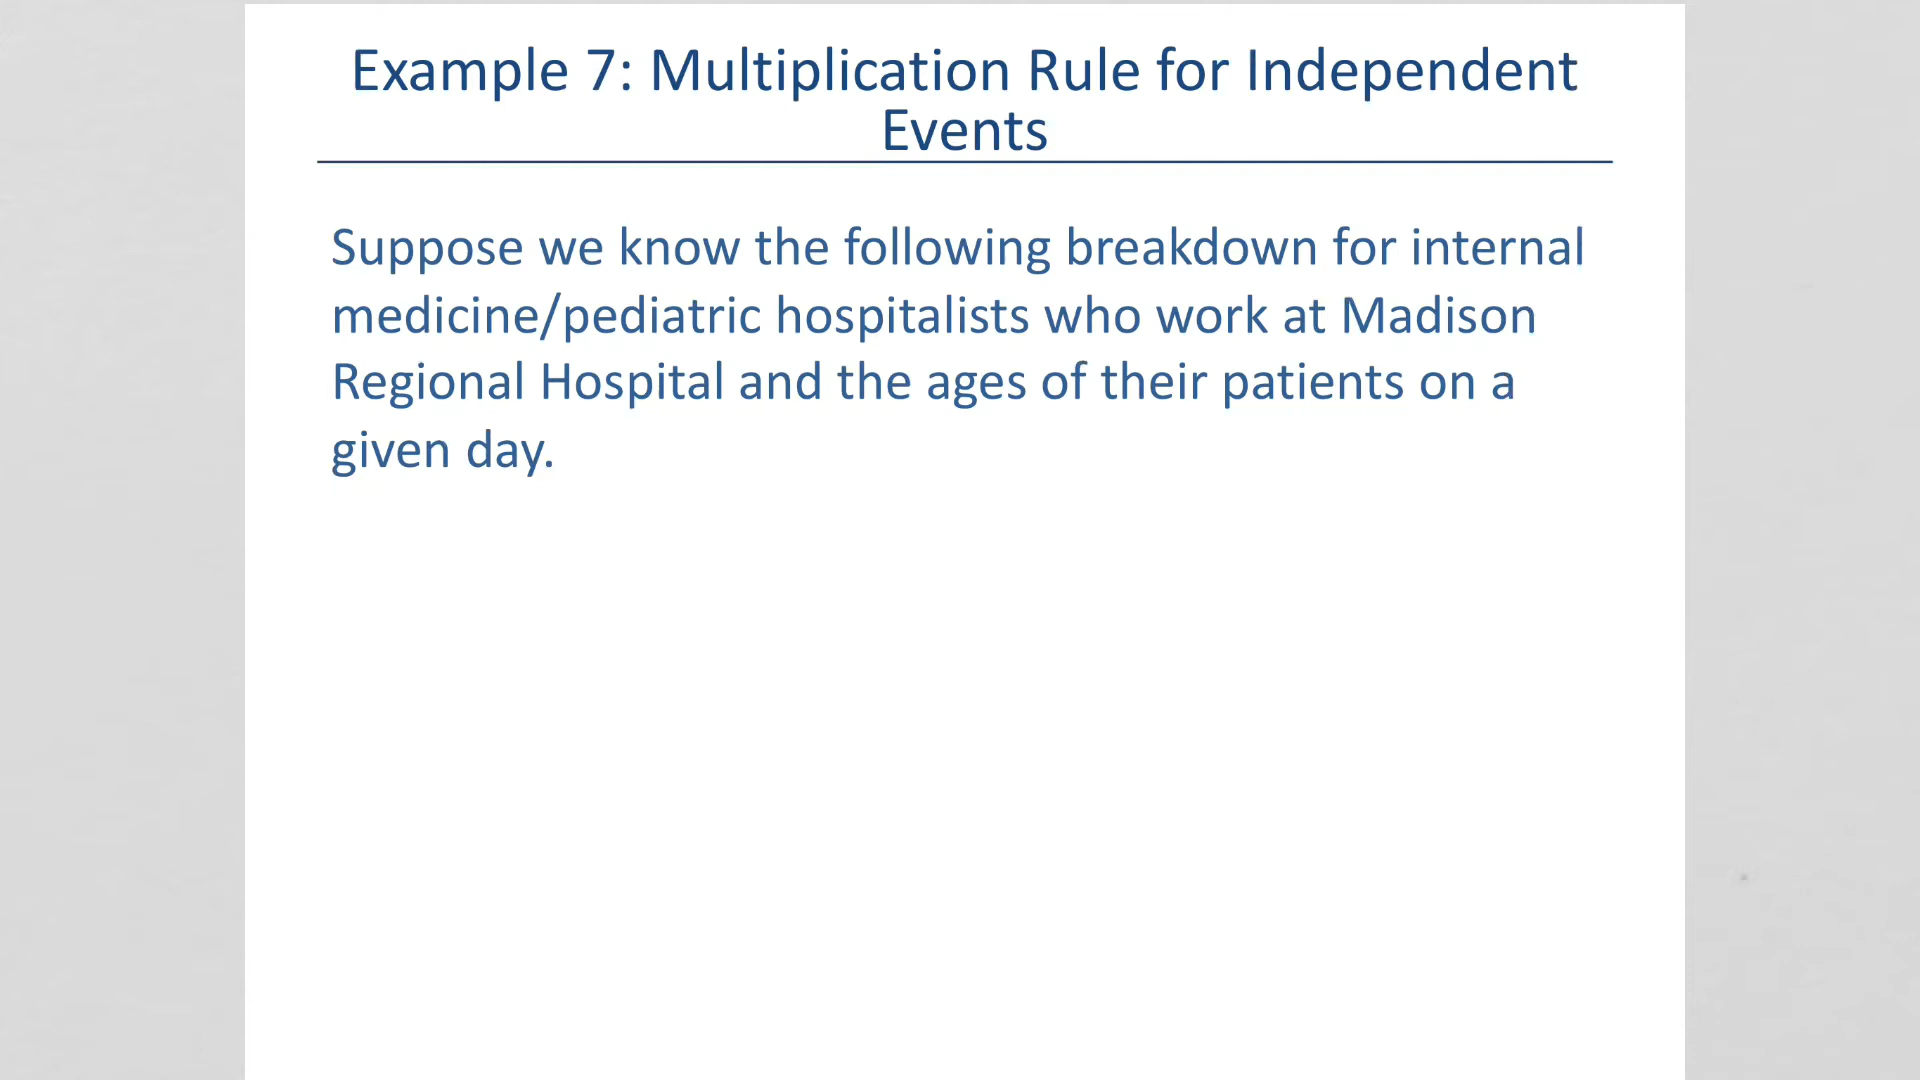 Example 7: Multiplication Rule for Independent
Events
Suppose we know the following breakdown for internal
medicine/pediatric hospitalists who work at Madison
Regional Hospital and the ages of their patients on a
given day.